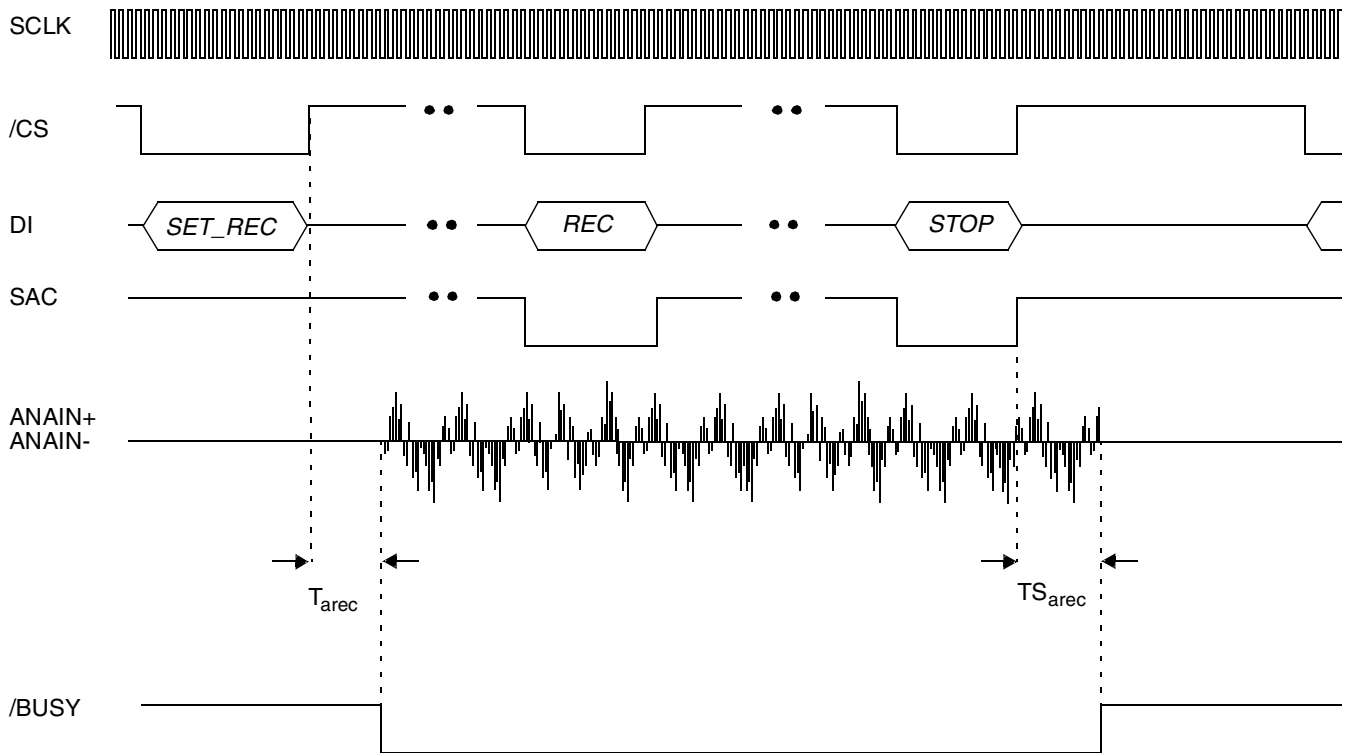 SCLK
/CS
DI SET_REC REC STOP
SAC
ANAIN+
ANAIN-
Tarec TSarec
/BUSY